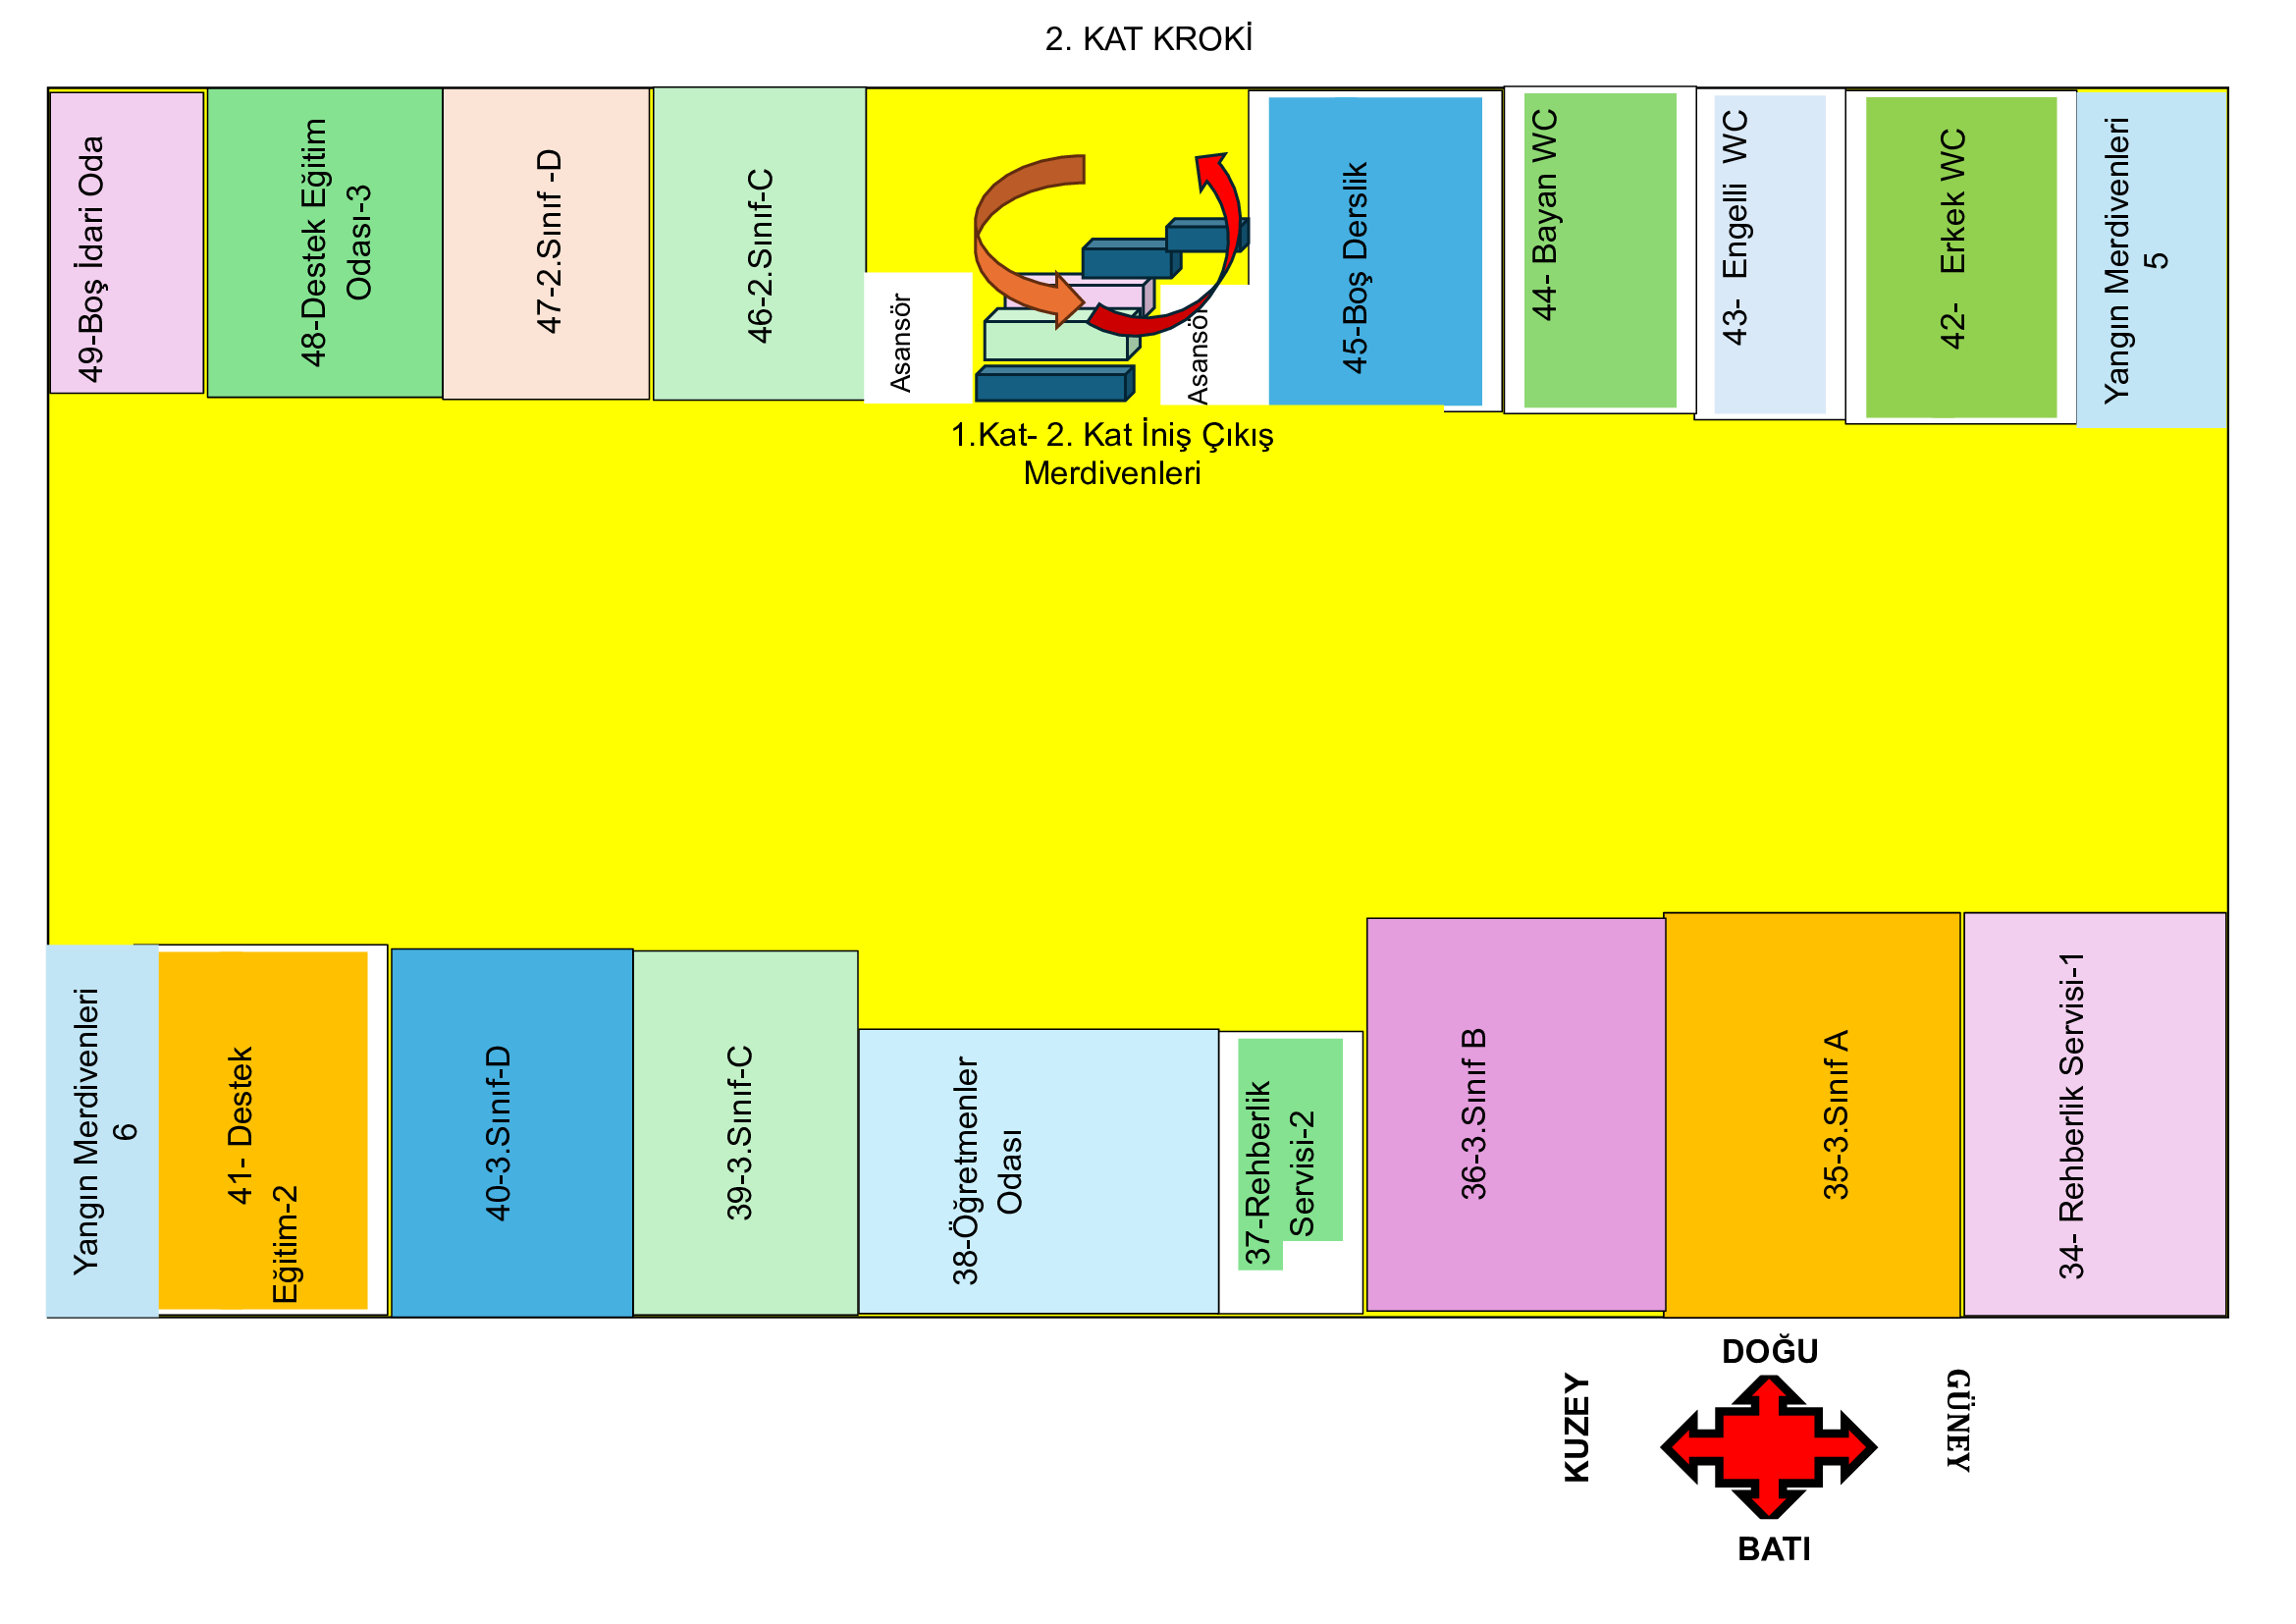 2. KAT KROKİ
49-Boş İdari Oda
48-Destek Eğitim
Odası-3
47-2.Sınıf -D
46-2.Sınıf-C
Asansör
Asansör
1.Kat- 2. Kat İniş Çıkış
Merdivenleri
45-Boş Derslik
44- Bayan WC
43- Engelli WC
42- Erkek WC
Yangın Merdivenleri
5
Yangın Merdivenleri
6
41- Destek
Eğitim-2
40-3.Sınıf-D
39-3.Sınıf-C
38-Öğretmenler
Odası
37-Rehberlik
Servisi-2
36-3.Sınıf B
35-3.Sınıf A
34- Rehberlik Servisi-1
DOĞU
KUZEY
GÜNEY
BATI